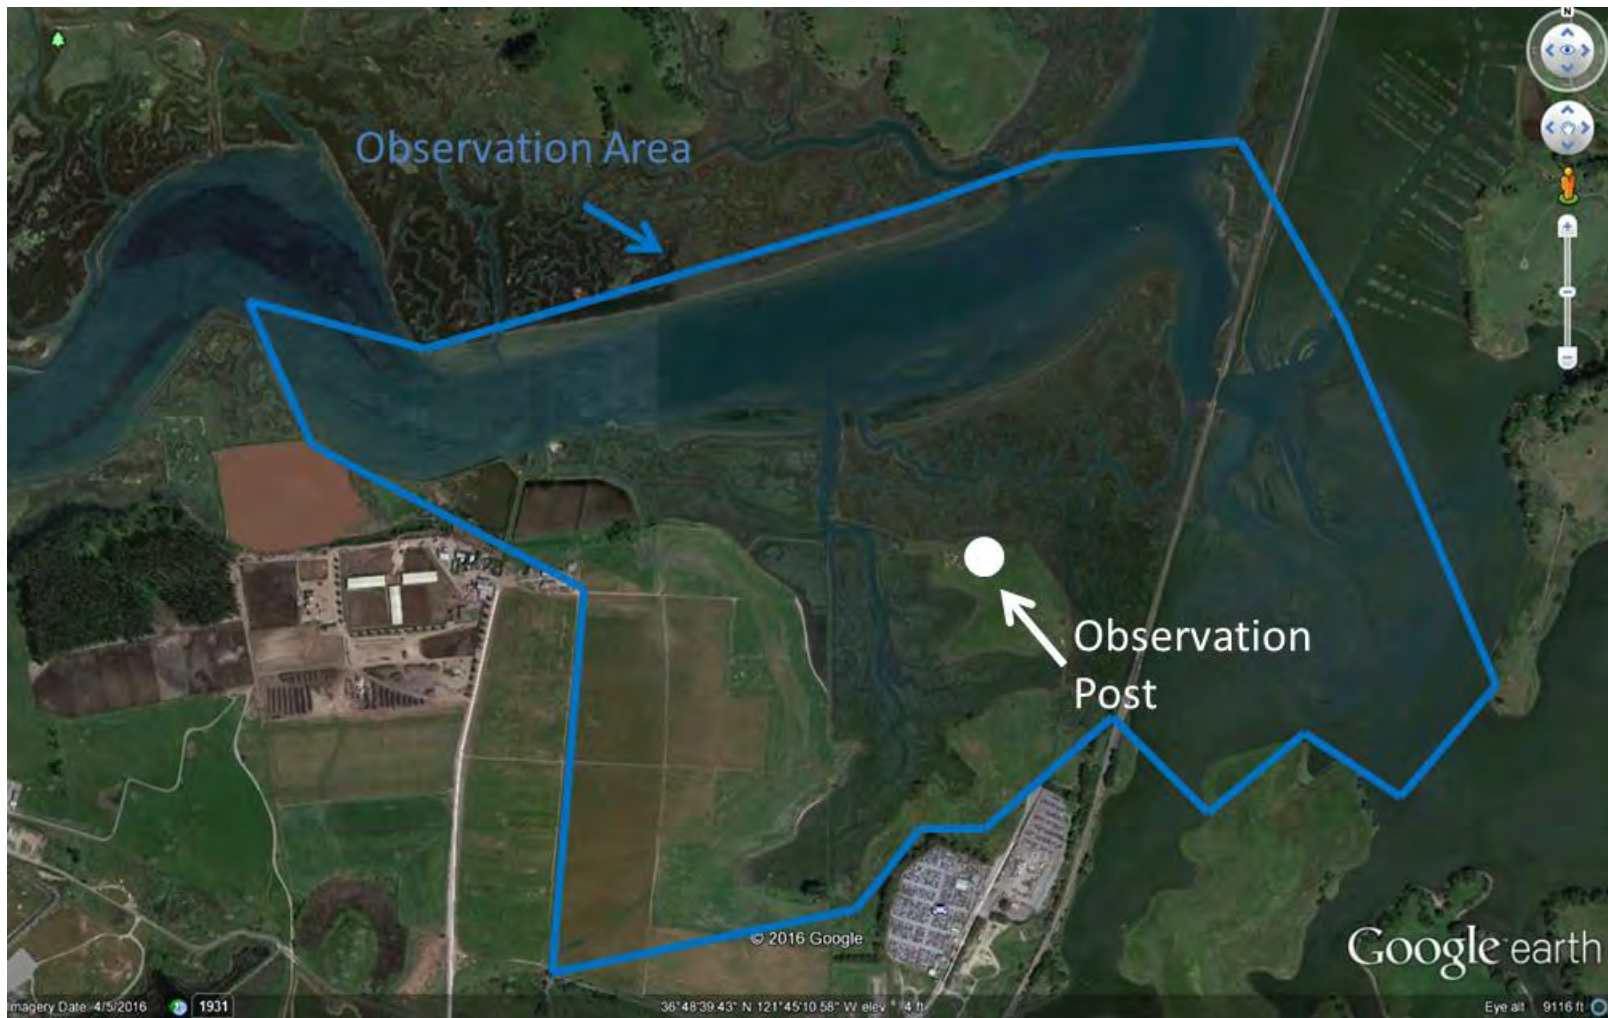 N
Observation Area
Observation
Post
© 2016 Google
Google earth
Imagery Date: 4/5/2016
1931
36°48'39.43" N 121°45'10.58" W elev 4 ft
Eye alt 9116 ft